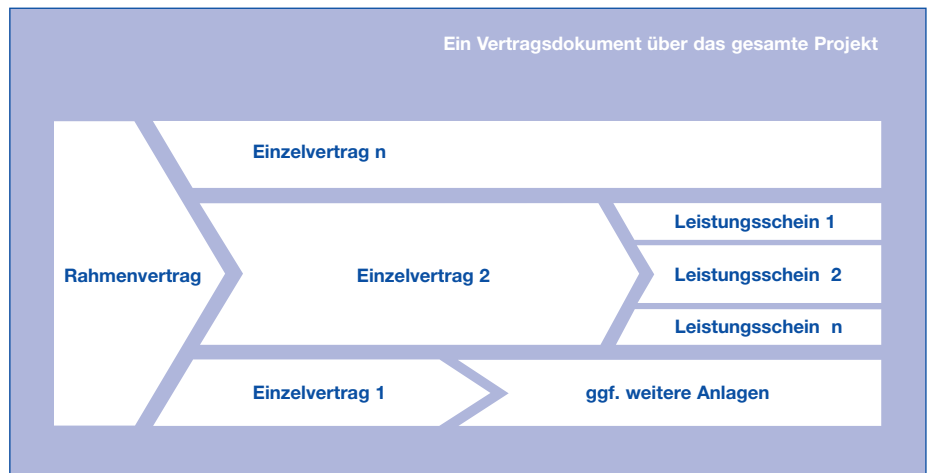 Ein Vertragsdokument über das gesamte Projekt
Einzelvertrag n
Leistungsschein 1
Rahmenvertrag
Einzelvertrag 2
Leistungsschein 2
Leistungsschein n
Einzelvertrag 1
ggf. weitere Anlagen